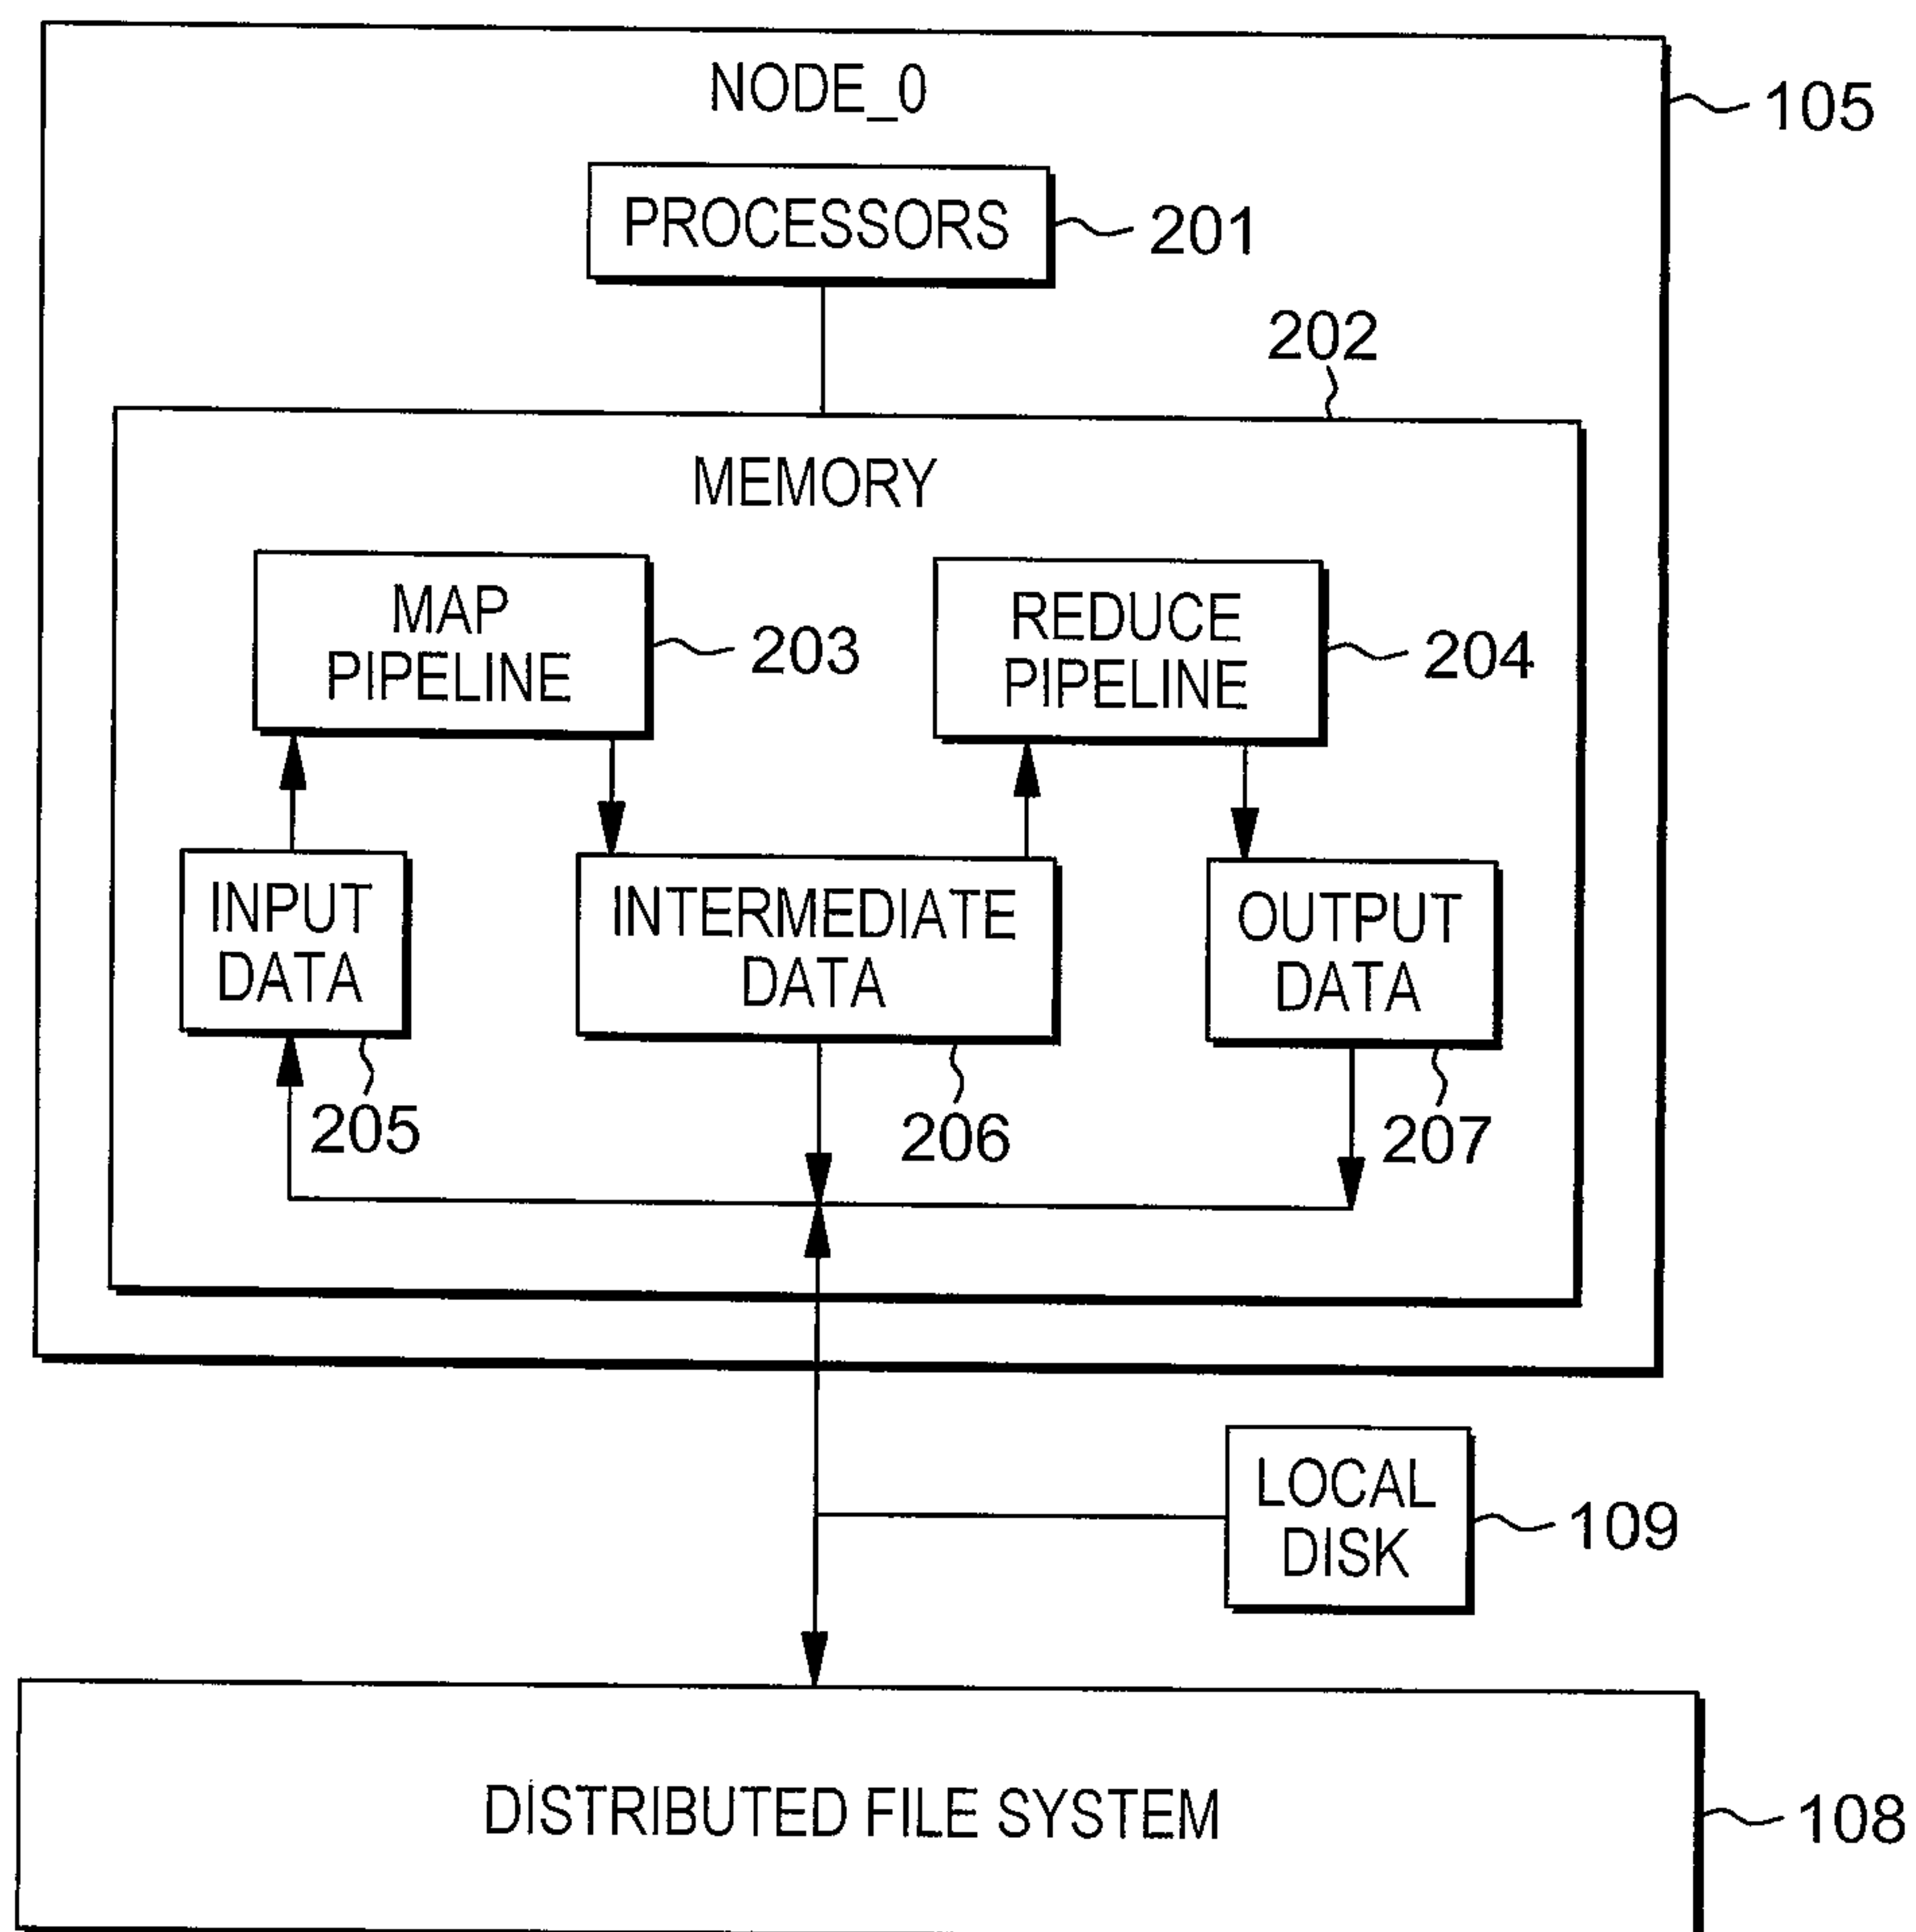 NODE_0
105
PROCESSORS
201
202
MEMORY
MAP
PIPELINE
203
REDUCE
PIPELINE
204
INPUT
DATA
205
INTERMEDIATE
DATA
206
OUTPUT
DATA
207
LOCAL
DISK
109
DISTRIBUTED FILE SYSTEM
108